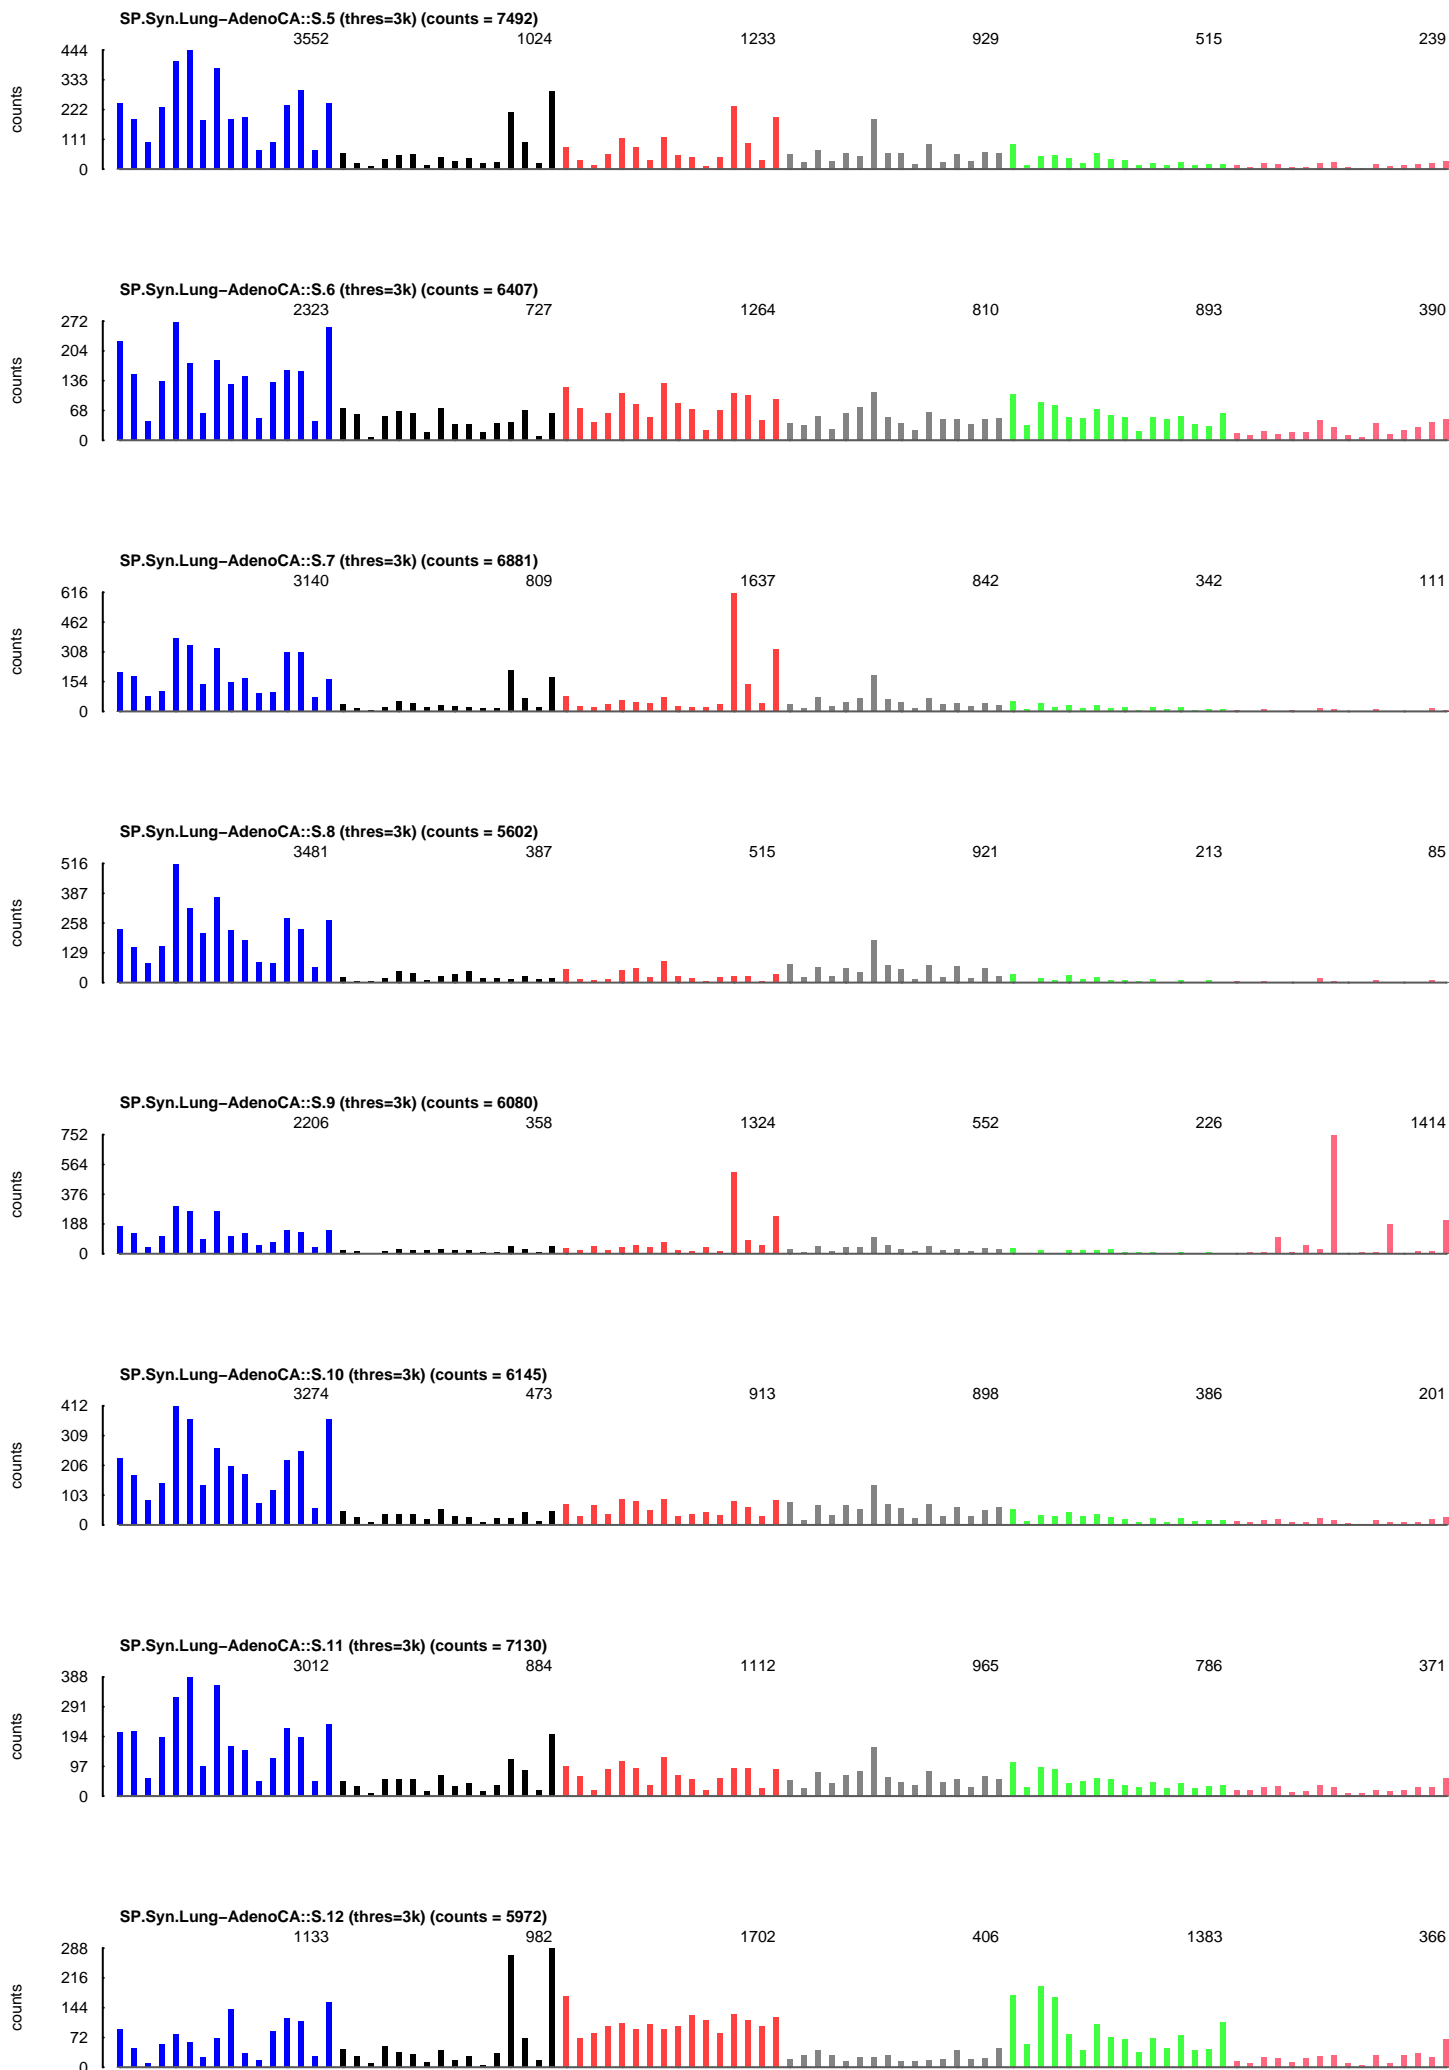 SP.Syn.Lung−AdenoCA::S.5 (thres=3k) (counts = 7492)
3552 1024 1233 929 515 239
444
333
222
111
0
counts
SP.Syn.Lung−AdenoCA::S.6 (thres=3k) (counts = 6407)
2323 727 1264 810 893 390
272
204
136
68
0
counts
SP.Syn.Lung−AdenoCA::S.7 (thres=3k) (counts = 6881)
3140 809 1637 842 342 111
616
462
308
154
0
counts
SP.Syn.Lung−AdenoCA::S.8 (thres=3k) (counts = 5602)
3481 387 515 921 213 85
516
387
258
129
0
counts
SP.Syn.Lung−AdenoCA::S.9 (thres=3k) (counts = 6080)
2206 358 1324 552 226 1414
752
564
376
188
0
counts
SP.Syn.Lung−AdenoCA::S.10 (thres=3k) (counts = 6145)
3274 473 913 898 386 201
412
309
206
103
0
counts
SP.Syn.Lung−AdenoCA::S.11 (thres=3k) (counts = 7130)
3012 884 1112 965 786 371
388
291
194
97
0
counts
SP.Syn.Lung−AdenoCA::S.12 (thres=3k) (counts = 5972)
1133 982 1702 406 1383 366
288
216
144
72
0
counts